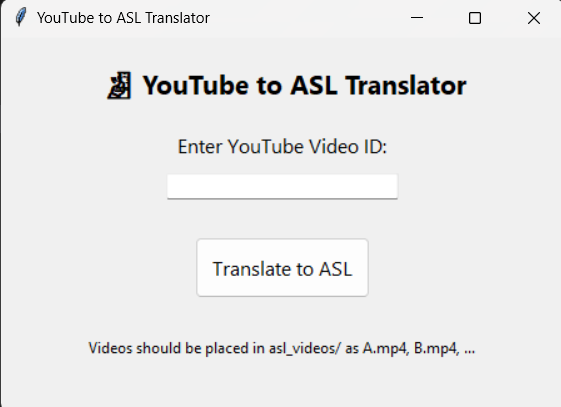 YouTube to ASL Translator
YouTube to ASL Translator
Enter YouTube Video ID:
Translate to ASL
Videos should be placed in asl_videos/ as A.mp4, B.mp4, ...